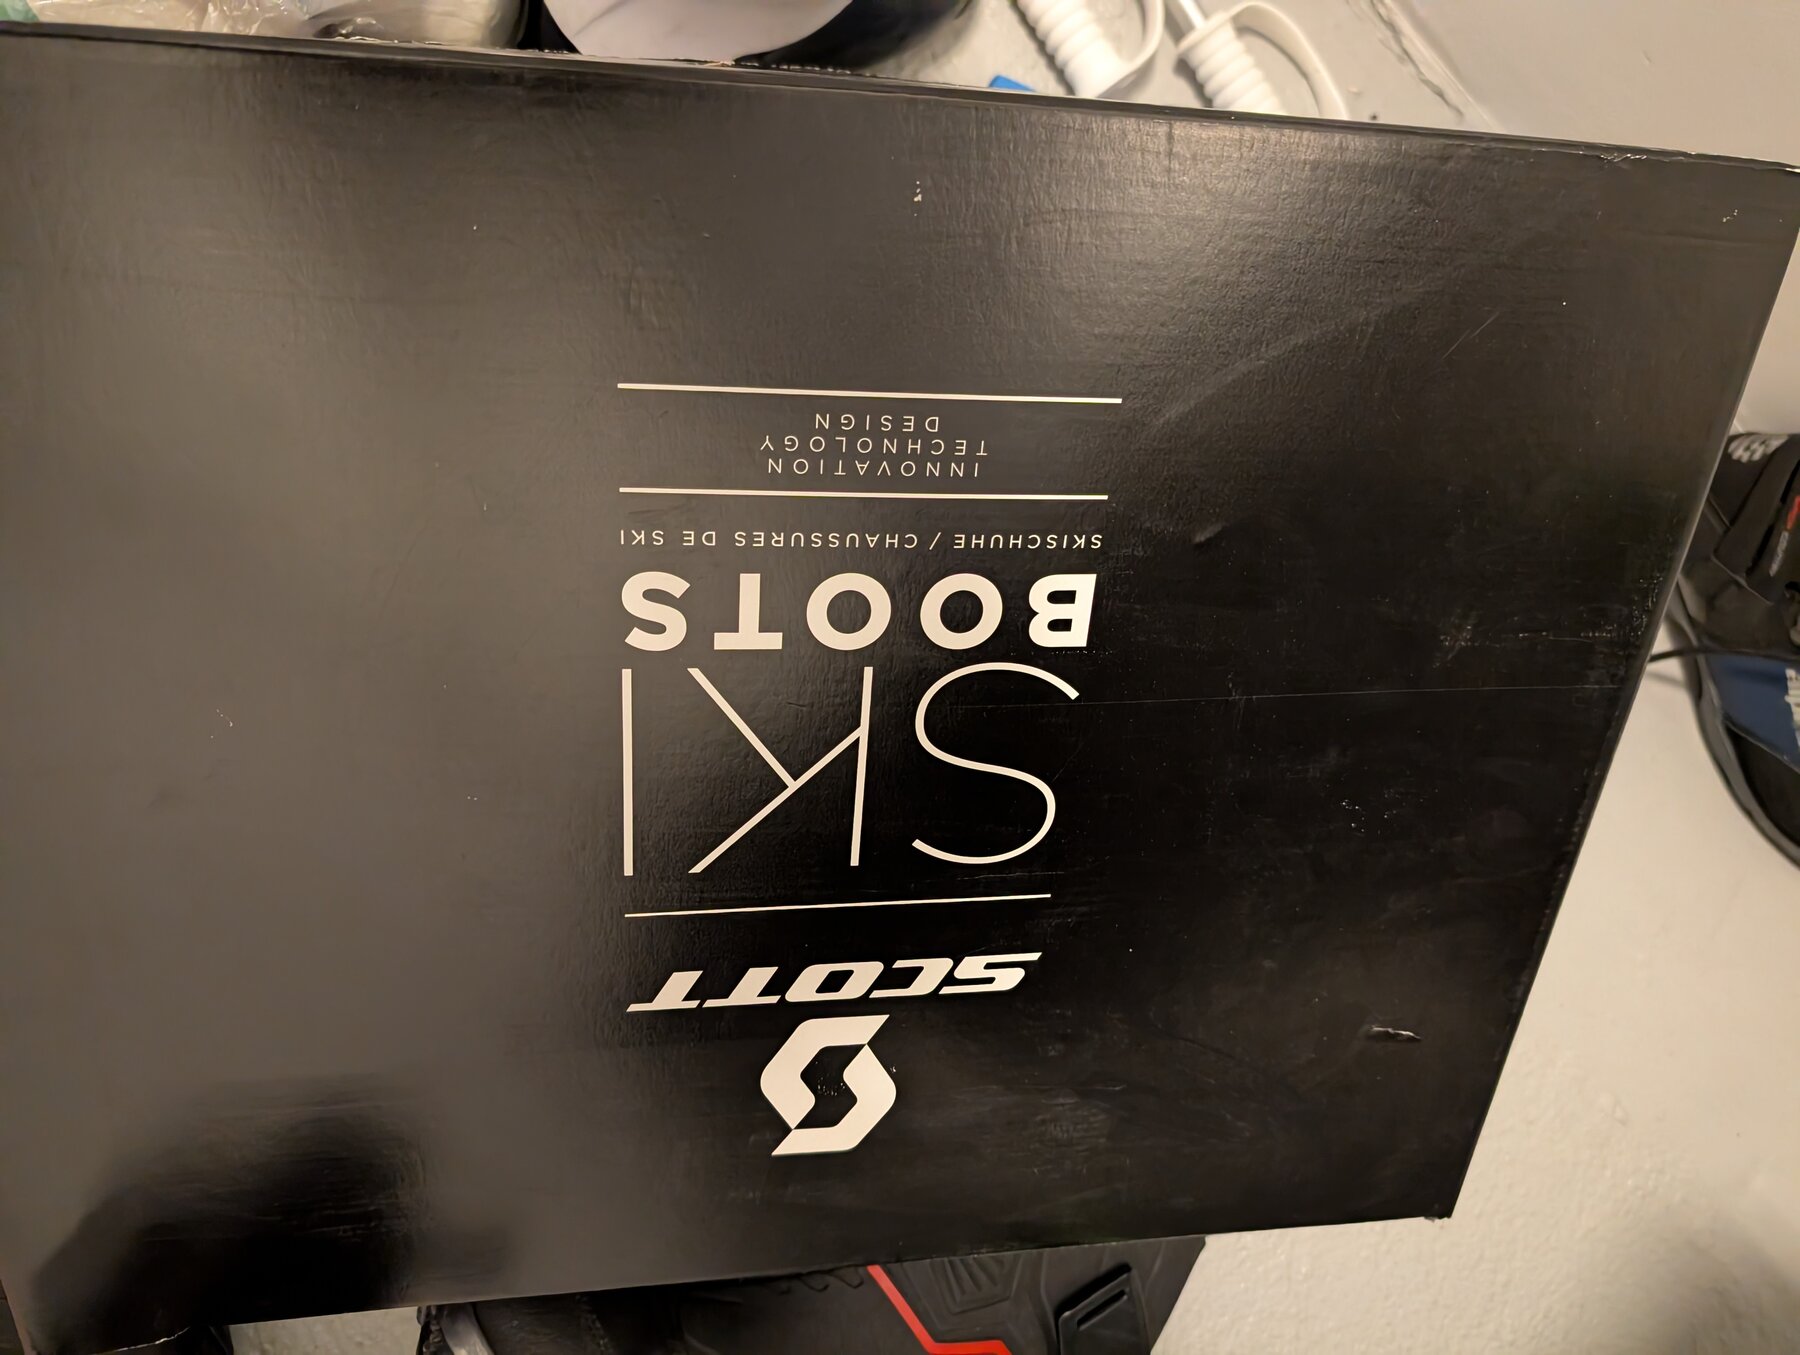 SCOTT
SKI
BOOTS
SKISCHUHE / CHAUSSURES DE SKI
INNOVATION
TECHNOLOGY
DESIGN